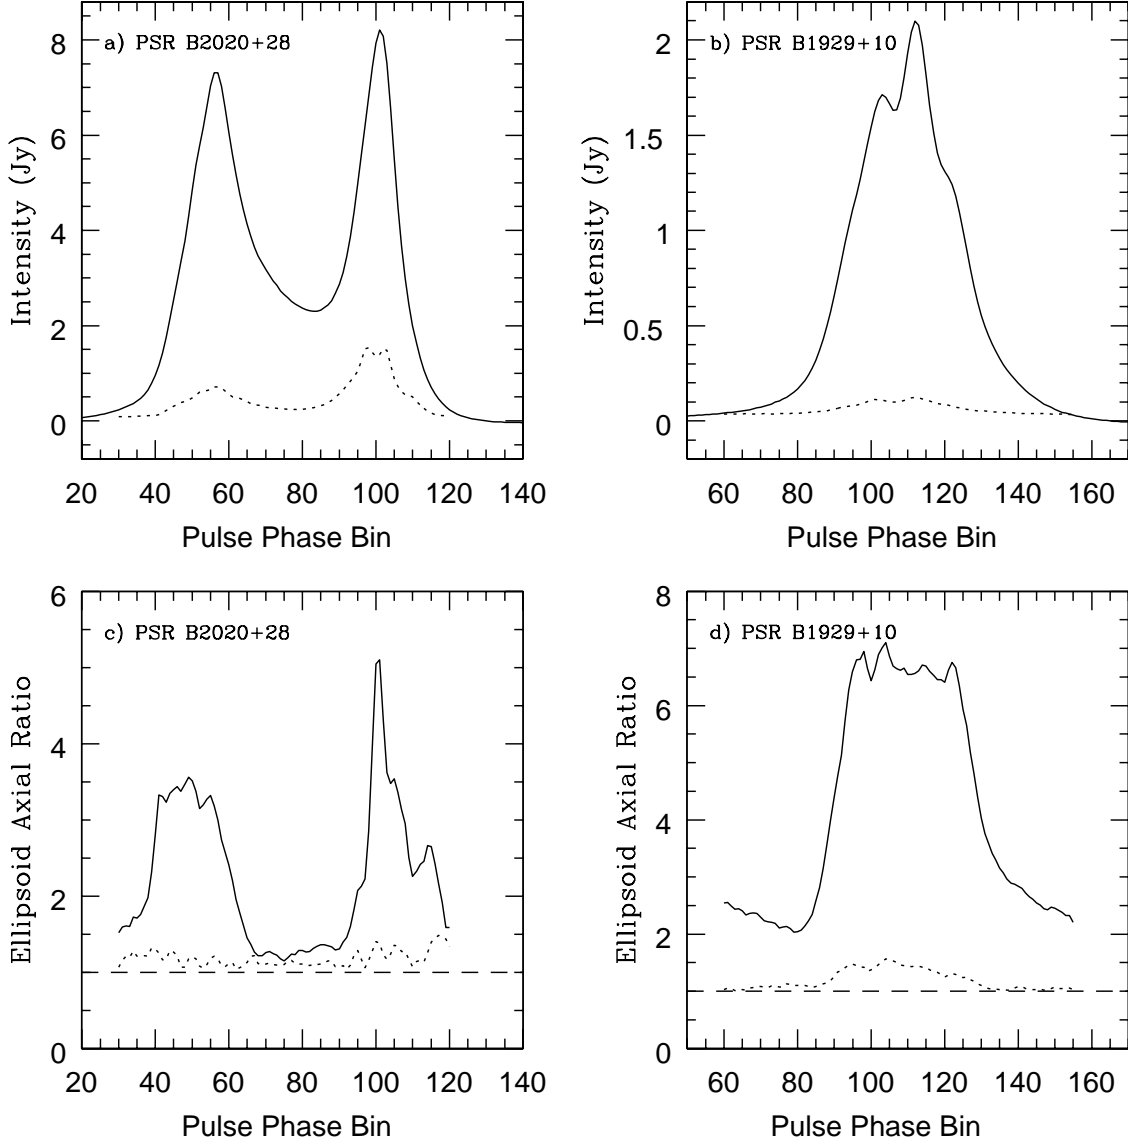 a) PSR B2020+28
8
6
4
2
0
Intensity (Jy)
20 40 60 80 100 120 140
Pulse Phase Bin
b) PSR B1929+10
2
1.5
1
0.5
0
Intensity (Jy)
60 80 100 120 140 160
Pulse Phase Bin
c) PSR B2020+28
6
4
2
0
Ellipsoid Axial Ratio
20 40 60 80 100 120 140
Pulse Phase Bin
d) PSR B1929+10
8
6
4
2
0
Ellipsoid Axial Ratio
60 80 100 120 140 160
Pulse Phase Bin